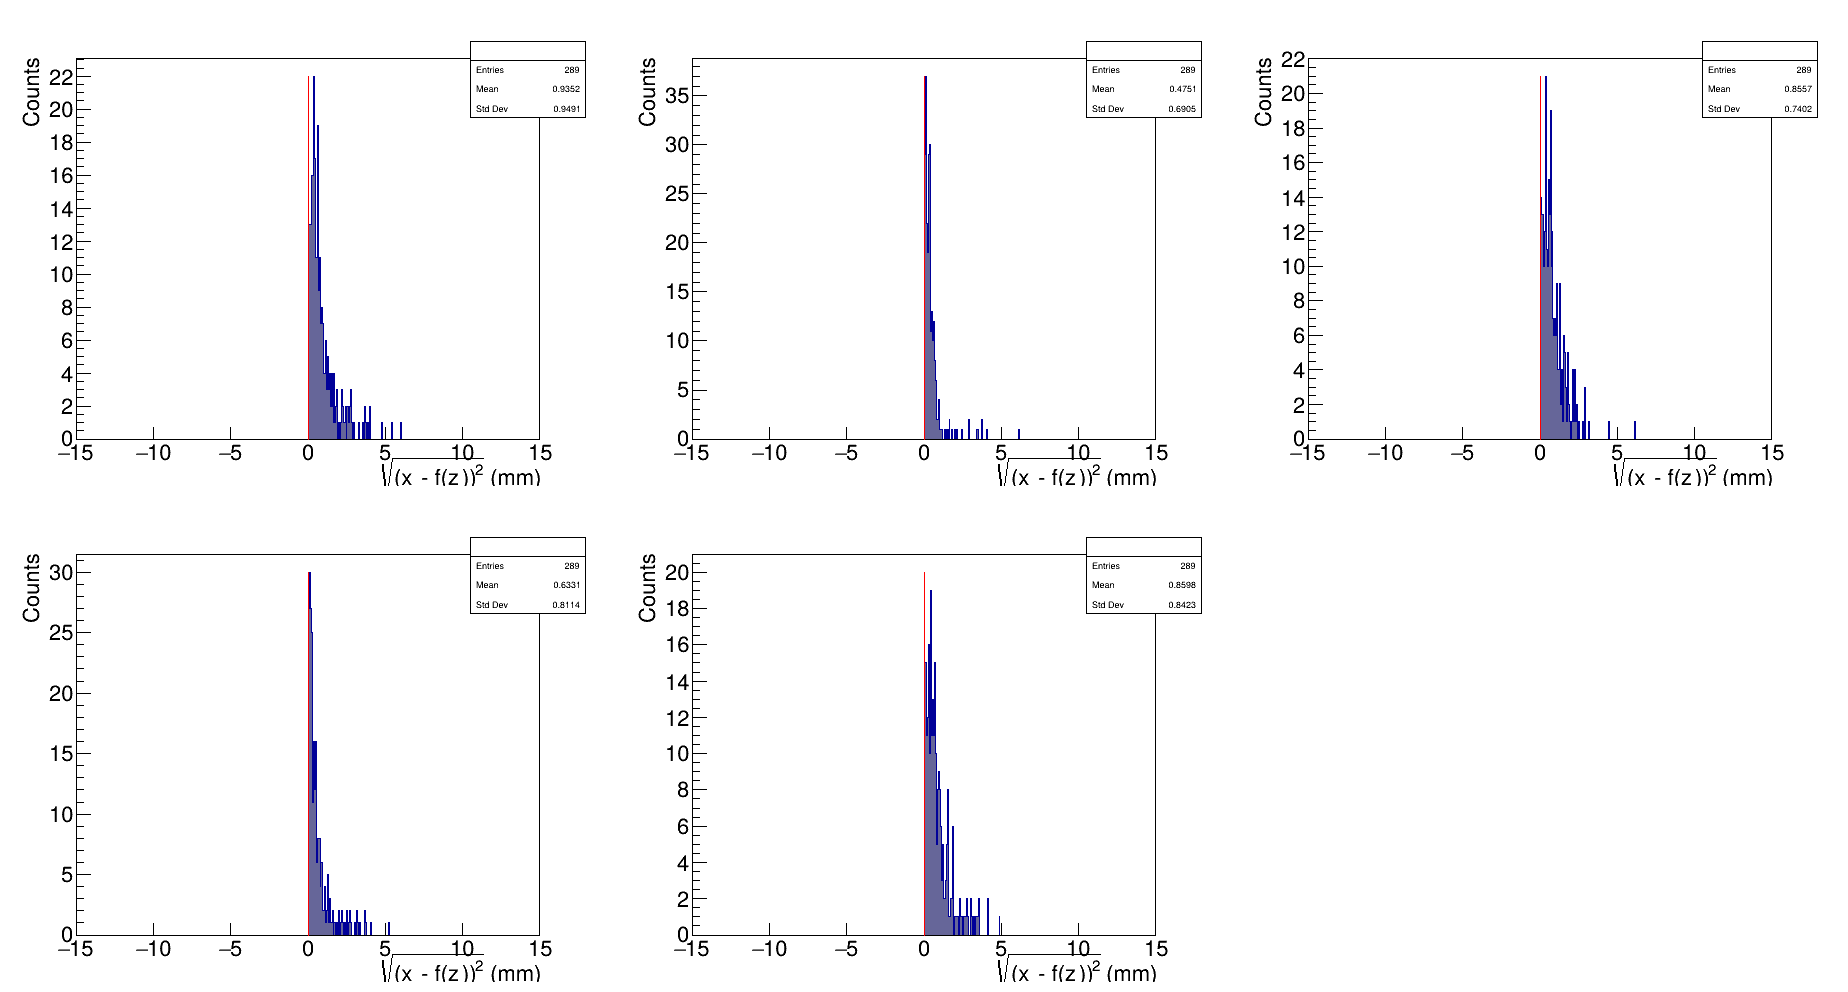 Counts
22
20
18
16
14
12
10
8
6
4
2
0
−15 −10 −5 0 5 10 15
√(x - f(z))² (mm)
Entries 289
Mean 0.9352
Std Dev 0.9491
Counts
35
30
25
20
15
10
5
0
−15 −10 −5 0 5 10 15
√(x - f(z))² (mm)
Entries 289
Mean 0.4751
Std Dev 0.6905
Counts
22
20
18
16
14
12
10
8
6
4
2
0
−15 −10 −5 0 5 10 15
√(x - f(z))² (mm)
Entries 289
Mean 0.8557
Std Dev 0.7402
Counts
30
25
20
15
10
5
0
−15 −10 −5 0 5 10 15
√(x - f(z))² (mm)
Entries 289
Mean 0.6331
Std Dev 0.8114
Counts
20
18
16
14
12
10
8
6
4
2
0
−15 −10 −5 0 5 10 15
√(x - f(z))² (mm)
Entries 289
Mean 0.8598
Std Dev 0.8423